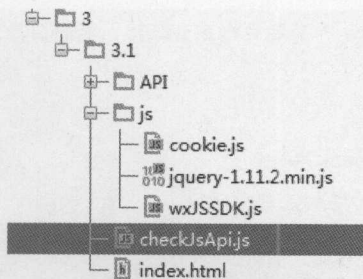 3
3.1
API
js
cookie.js
jquery-1.11.2.min.js
wxJSSDK.js
checkJsApi.js
index.html